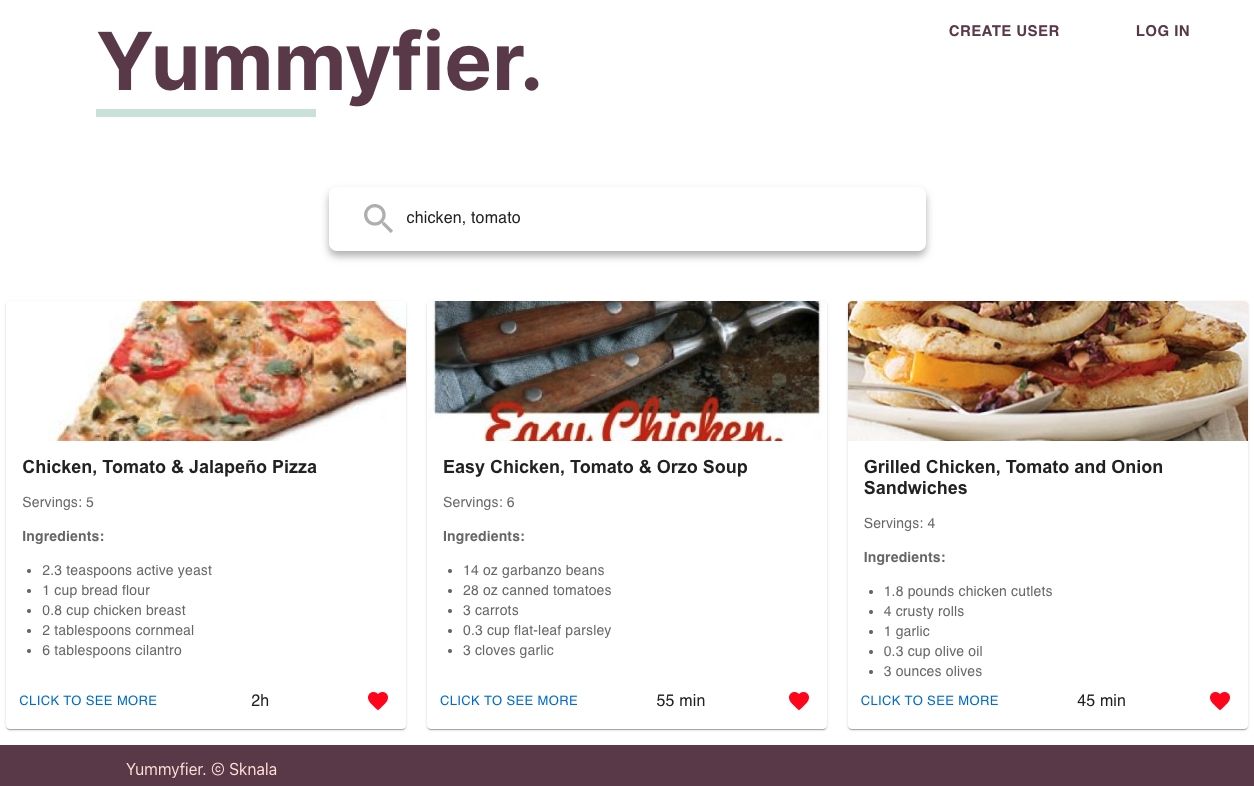 Yummyfier.
CREATE USER
LOG IN
chicken, tomato
Chicken, Tomato & Jalapeño Pizza
Servings: 5
Ingredients:
2.3 teaspoons active yeast
1 cup bread flour
0.8 cup chicken breast
2 tablespoons cornmeal
6 tablespoons cilantro
CLICK TO SEE MORE
2h
Easy Chicken,
Easy Chicken, Tomato & Orzo Soup
Servings: 6
Ingredients:
14 oz garbanzo beans
28 oz canned tomatoes
3 carrots
0.3 cup flat-leaf parsley
3 cloves garlic
CLICK TO SEE MORE
55 min
Grilled Chicken, Tomato and Onion
Sandwiches
Servings: 4
Ingredients:
1.8 pounds chicken cutlets
4 crusty rolls
1 garlic
0.3 cup olive oil
3 ounces olives
CLICK TO SEE MORE
45 min
Yummyfier. © Sknala